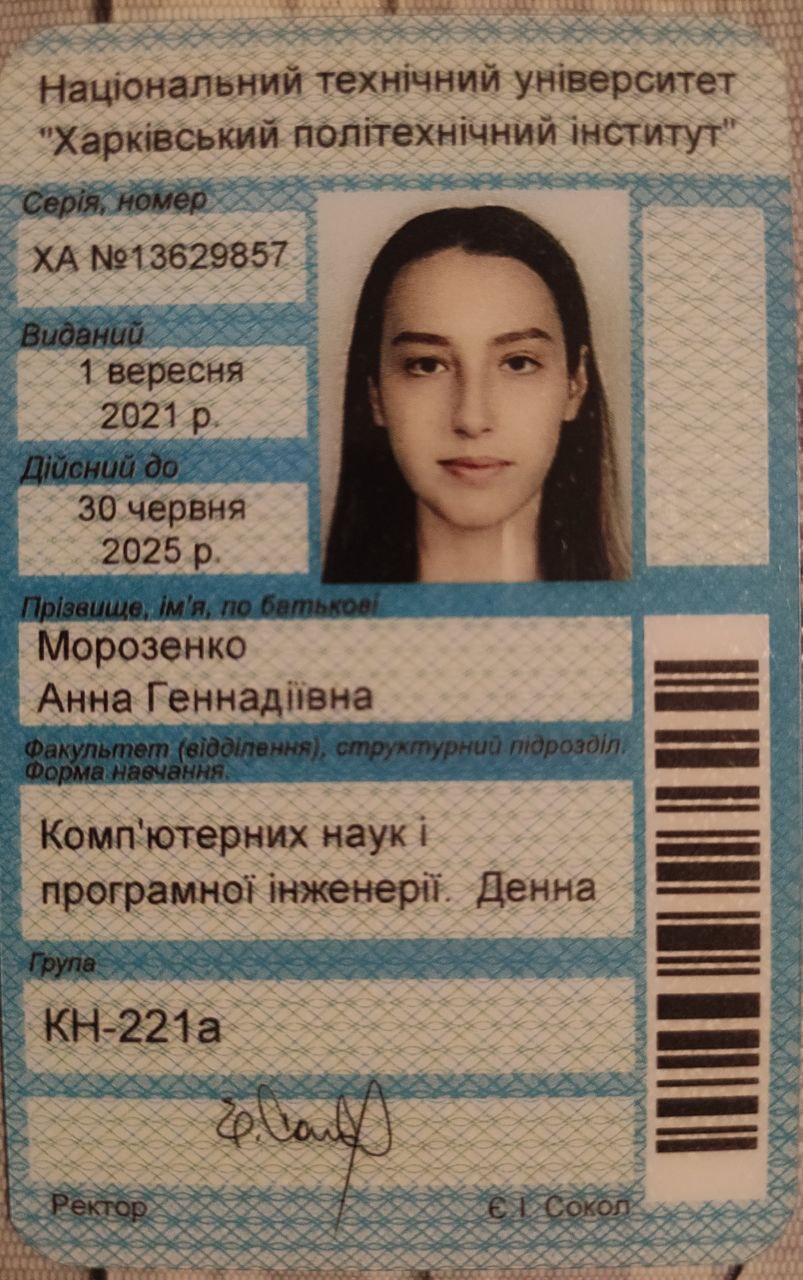 Національний технічний університет
"Харківський політехнічний інститут"
Серія, номер
ХА №13629857
Виданий
1 вересня
2021 р.
Дійсний до
30 червня
2025 р.
Прізвище, ім'я, по батькові
Морозенко
Анна Геннадіївна
Факультет (відділення), структурний підрозділ.
Форма навчання.
Комп'ютерних наук і
програмної інженерії. Денна
Група
КН-221а
Ректор Є І Сокол